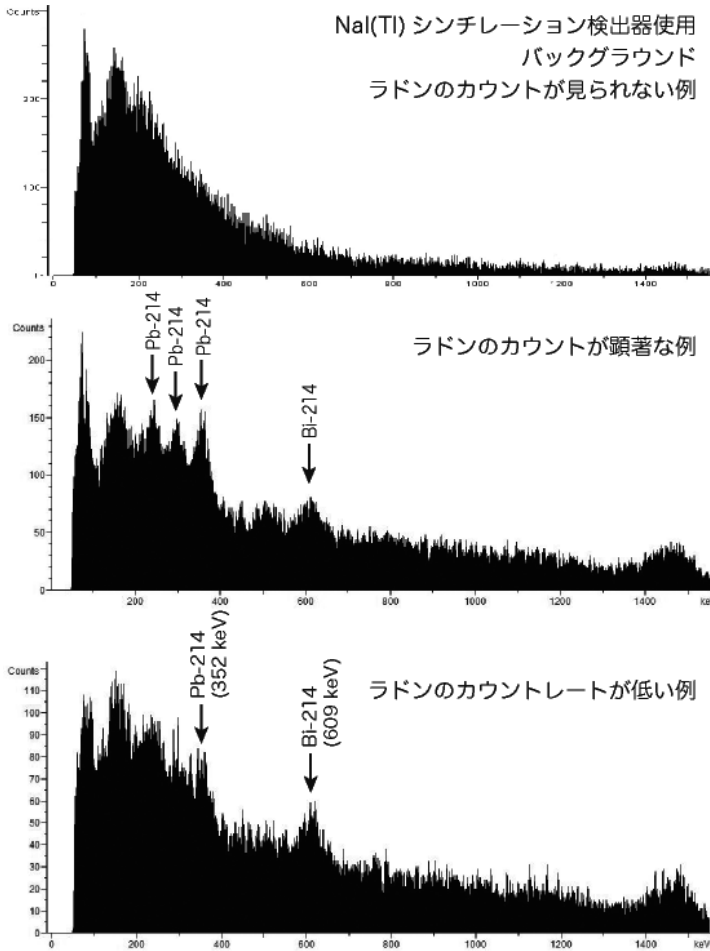 Counts
NaI(Tl) シンチレーション検出器使用
バックグラウンド
ラドンのカウントが見られない例
200
100
0 200 400 600 800 1000 1200 1400
Counts
Pb-214
Pb-214
Pb-214
Bi-214
ラドンのカウントが顕著な例
200
150
100
50
0
200 400 600 800 1000 1200 1400 keV
Counts
Pb-214
(352 keV)
Bi-214
(609 keV)
ラドンのカウントレートが低い例
110
100
90
80
70
60
50
40
30
20
10
0
0 200 400 600 800 1000 1200 1400